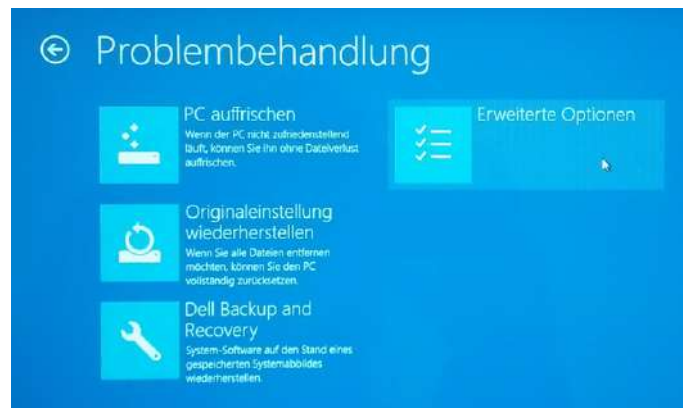 Problembehandlung
PC auffrischen
Wenn der PC nicht zufriedenstellend
läuft, können Sie ihn ohne Dateiverlust
auffrischen.
Originaleinstellung
wiederherstellen
Wenn Sie alle Dateien entfernen
möchten, können Sie den PC
vollständig zurücksetzen.
Dell Backup and
Recovery
System-Software auf den Stand eines
gespeicherten Systemabbildes
wiederherstellen.
Erweiterte Optionen